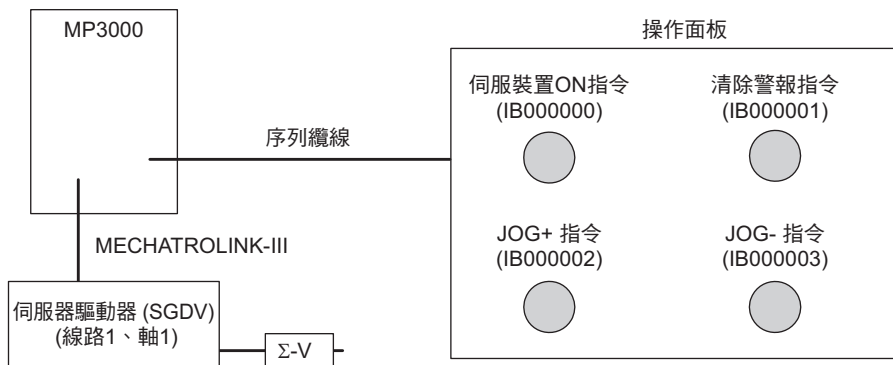 MP3000
操作面板
伺服裝置ON指令
(IB000000)
清除警報指令
(IB000001)
序列纜線
JOG+ 指令
(IB000002)
JOG- 指令
(IB000003)
MECHATROLINK-III
伺服器驅動器 (SGDV)
(線路1、軸1)
Σ-V